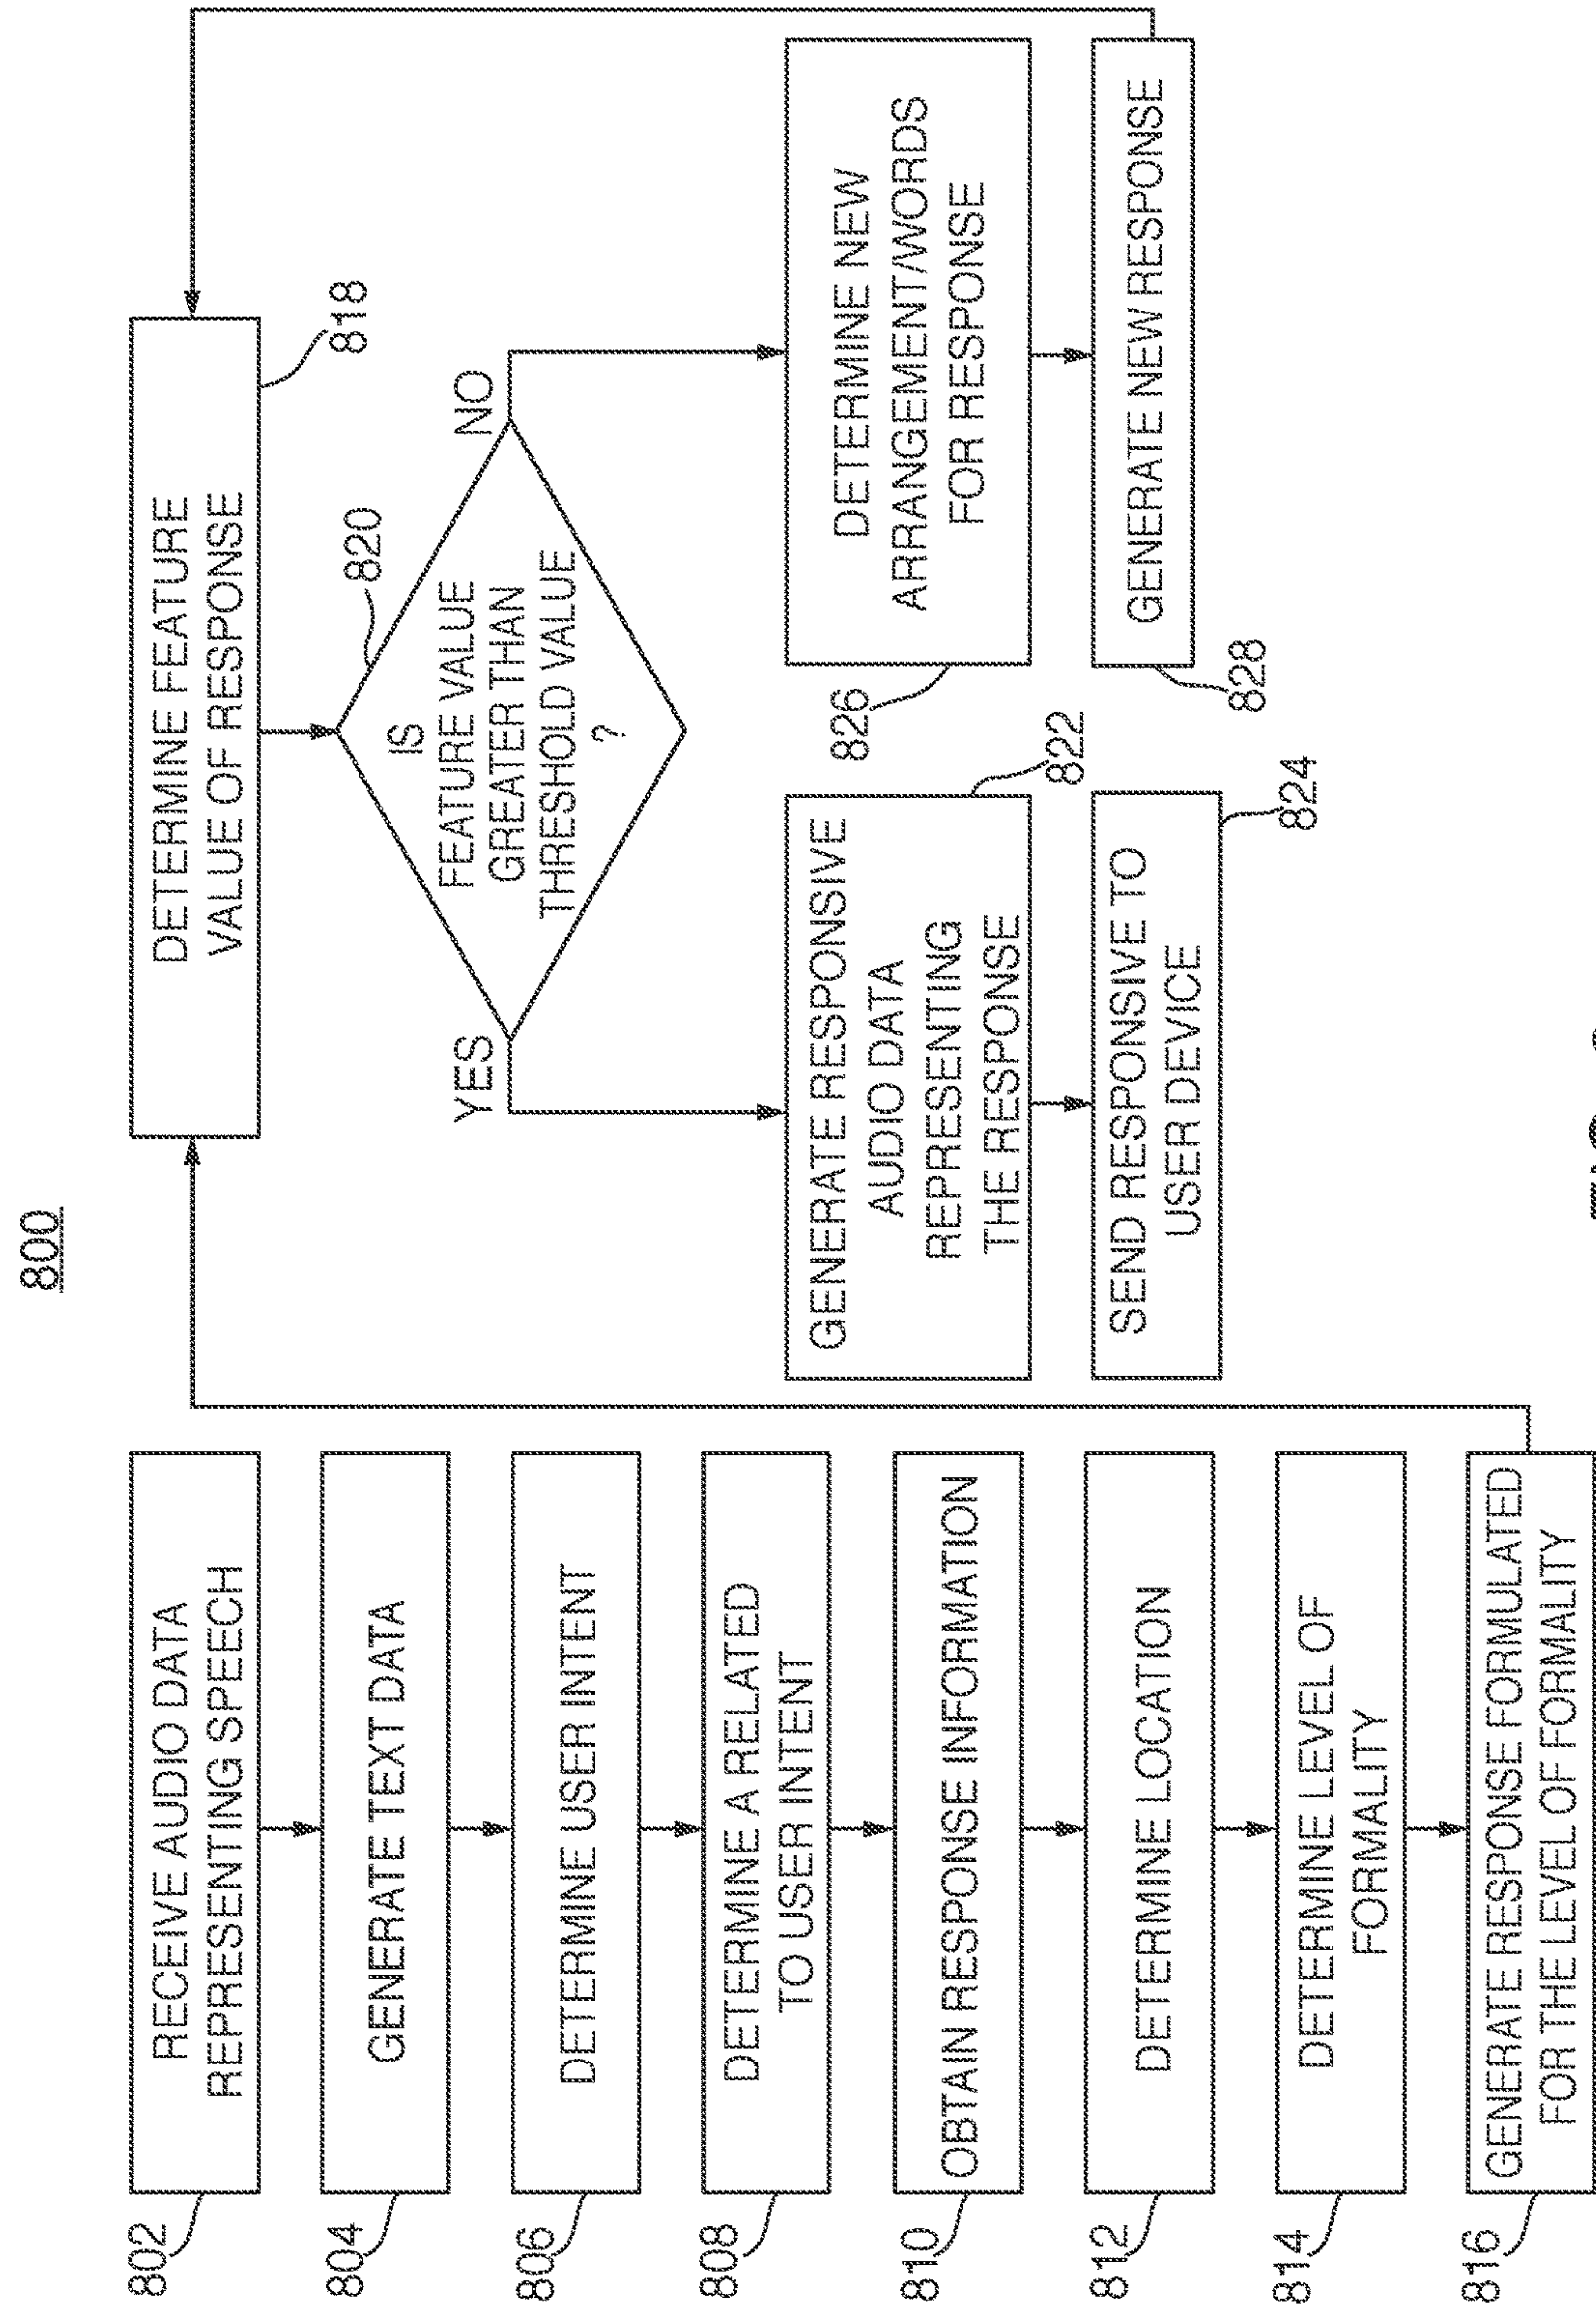 800
802
RECEIVE AUDIO DATA
REPRESENTING SPEECH
804
GENERATE TEXT DATA
806
DETERMINE USER INTENT
808
DETERMINE A RELATED
TO USER INTENT
810
OBTAIN RESPONSE INFORMATION
812
DETERMINE LOCATION
814
DETERMINE LEVEL OF
FORMALITY
816
GENERATE RESPONSE FORMULATED
FOR THE LEVEL OF FORMALITY
DETERMINE FEATURE
VALUE OF RESPONSE
818
820
IS
FEATURE VALUE
GREATER THAN
THRESHOLD VALUE
?
YES
NO
GENERATE RESPONSIVE
AUDIO DATA
REPRESENTING
THE RESPONSE
822
SEND RESPONSIVE TO
USER DEVICE
824
826
DETERMINE NEW
ARRANGEMENT/WORDS
FOR RESPONSE
828
GENERATE NEW RESPONSE